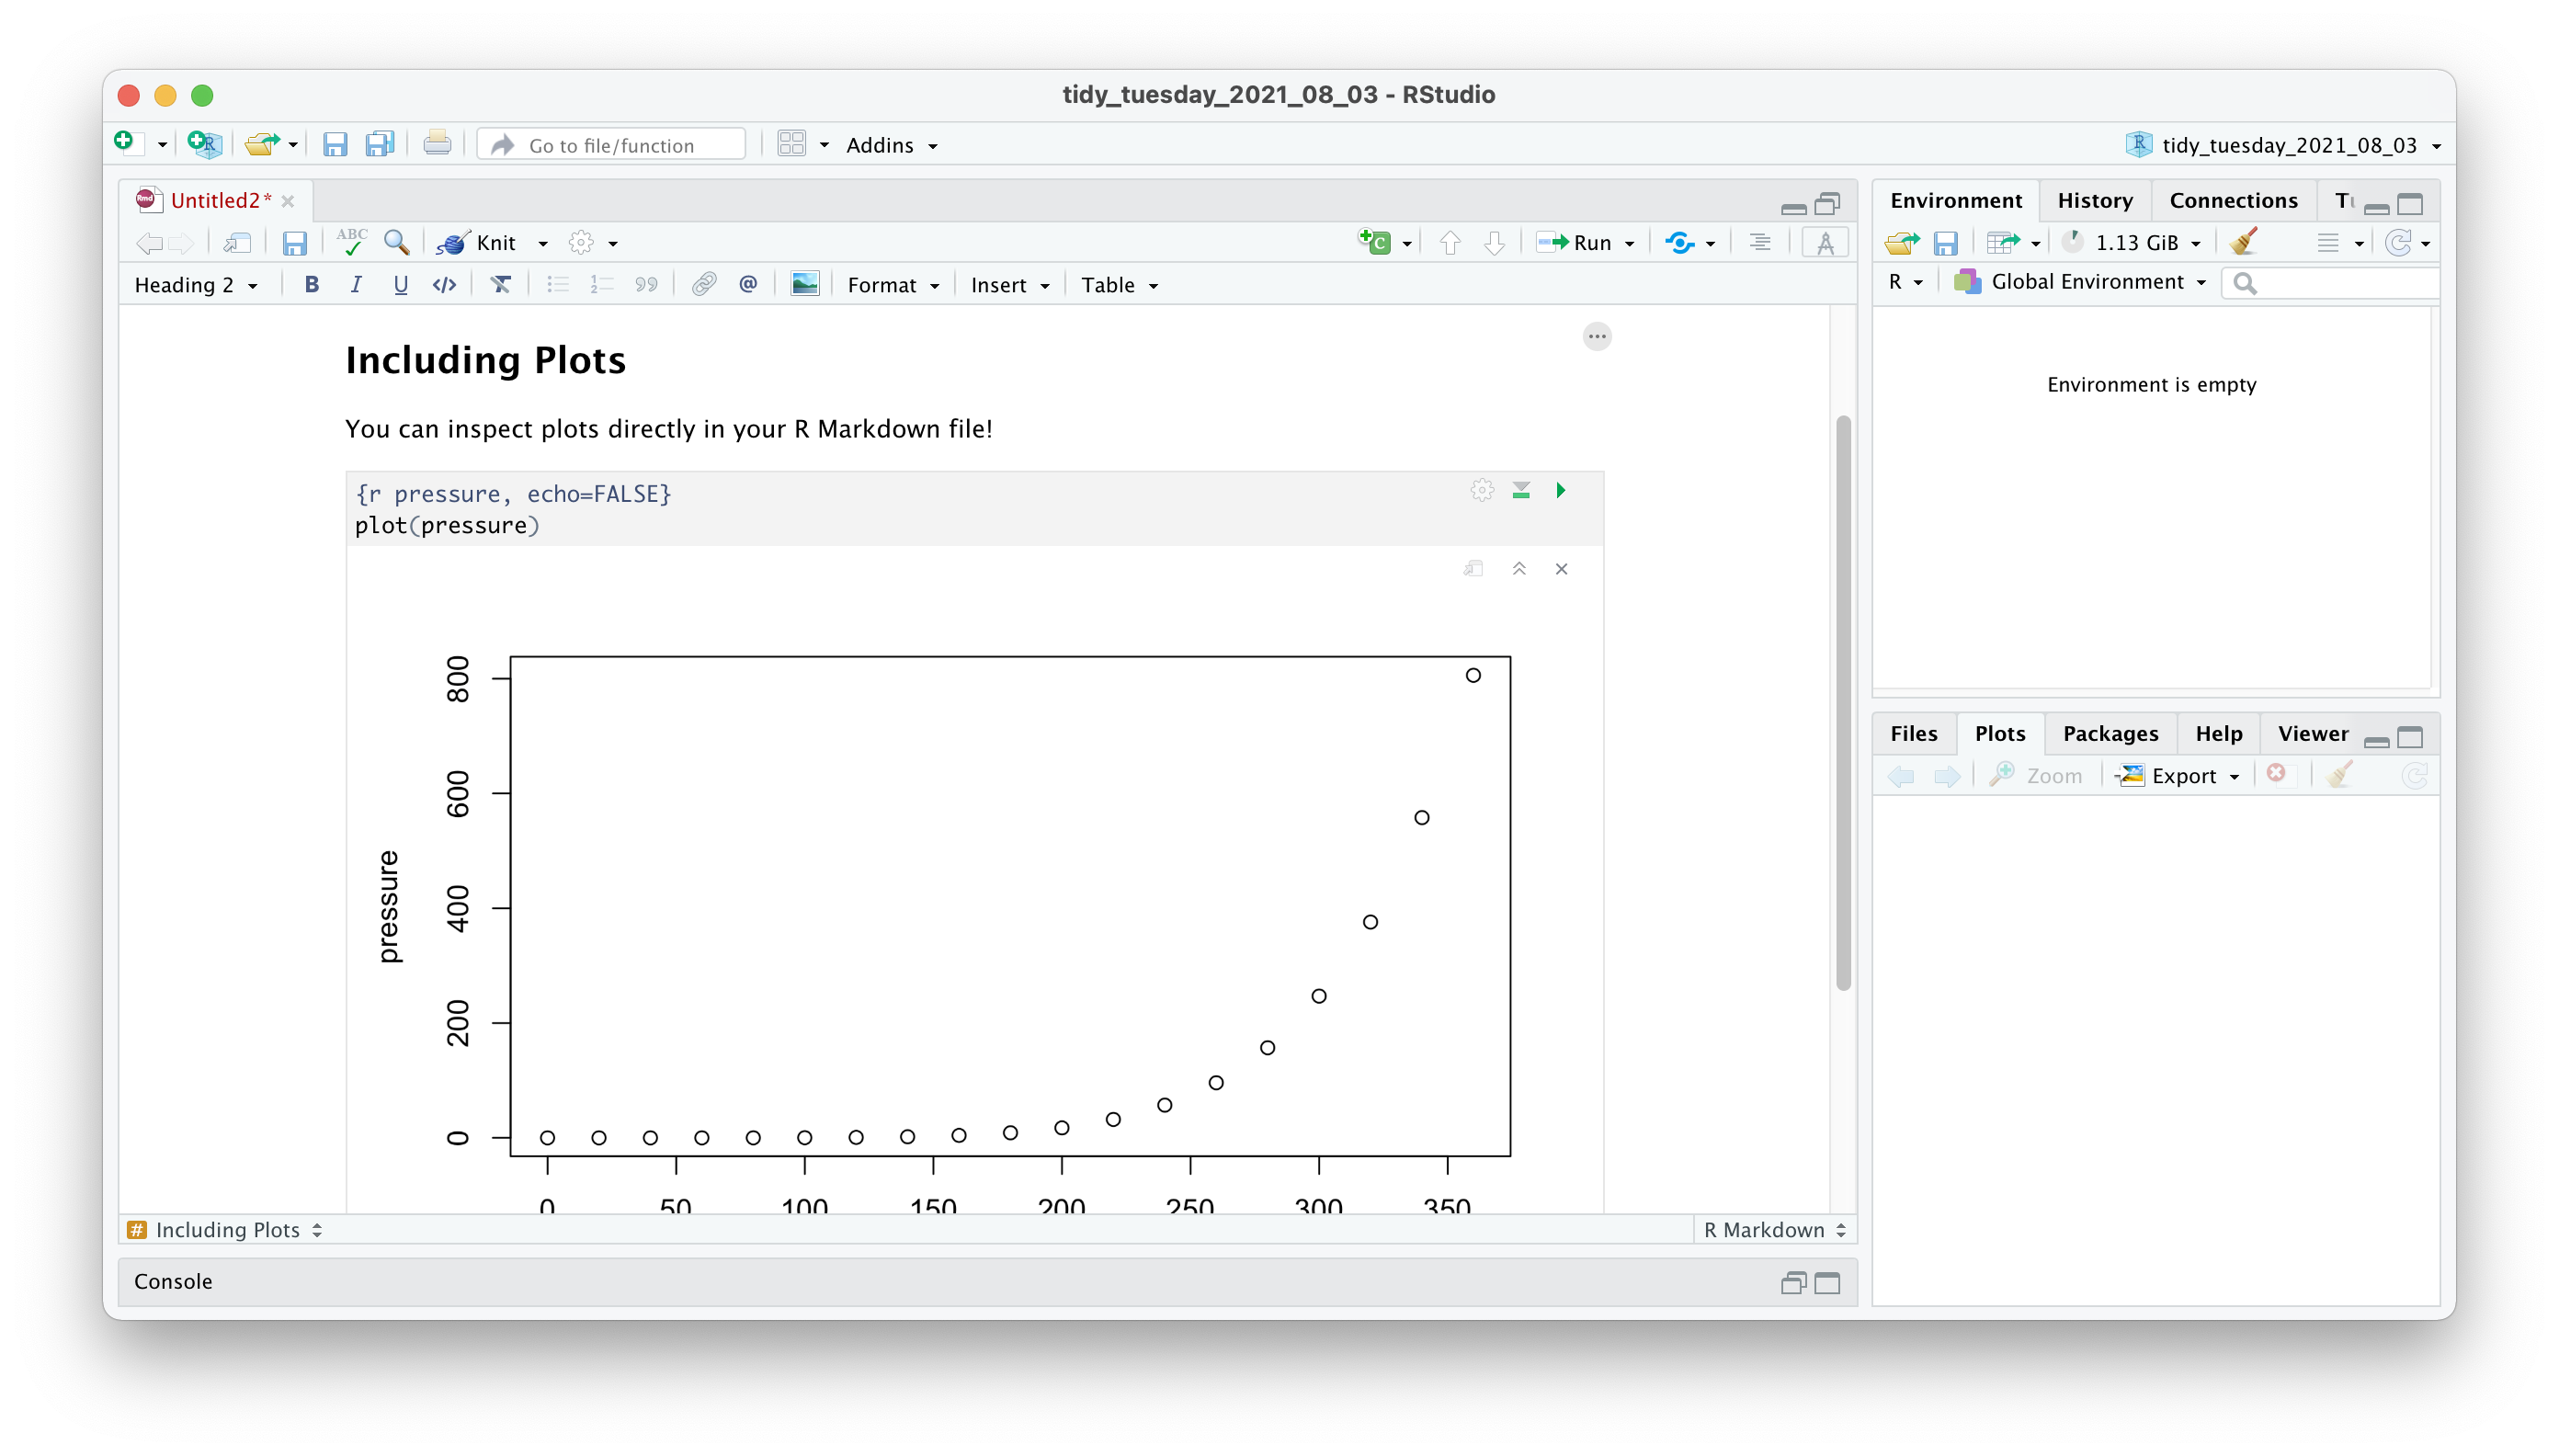 tidy_tuesday_2021_08_03 - RStudio
Go to file/function
Addins
tidy_tuesday_2021_08_03
Untitled2*
ABC
Knit
Run
Heading 2
B I U </> @ Format Insert Table
Including Plots
You can inspect plots directly in your R Markdown file!
{r pressure, echo=FALSE}
plot(pressure)
800
600
400
200
0
pressure
0 50 100 150 200 250 300 350
# Including Plots
R Markdown
Console
Environment History Connections
1.13 GiB
R Global Environment
Environment is empty
Files Plots Packages Help Viewer
Zoom Export